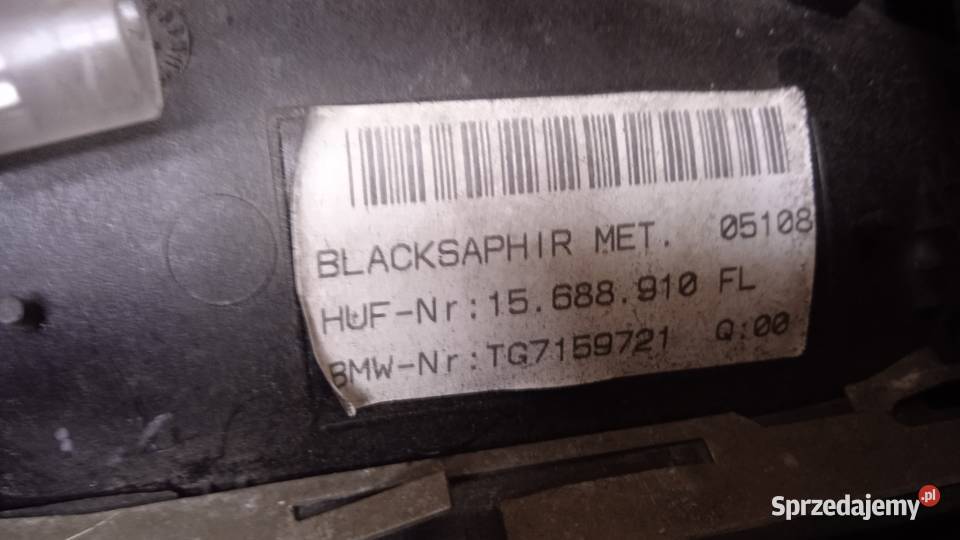 BLACKSAPHIR MET. 05108
HUF-Nr:15.688.910 FL
BMW-Nr:TG7159721 Q:00
Sprzedajemy.pl